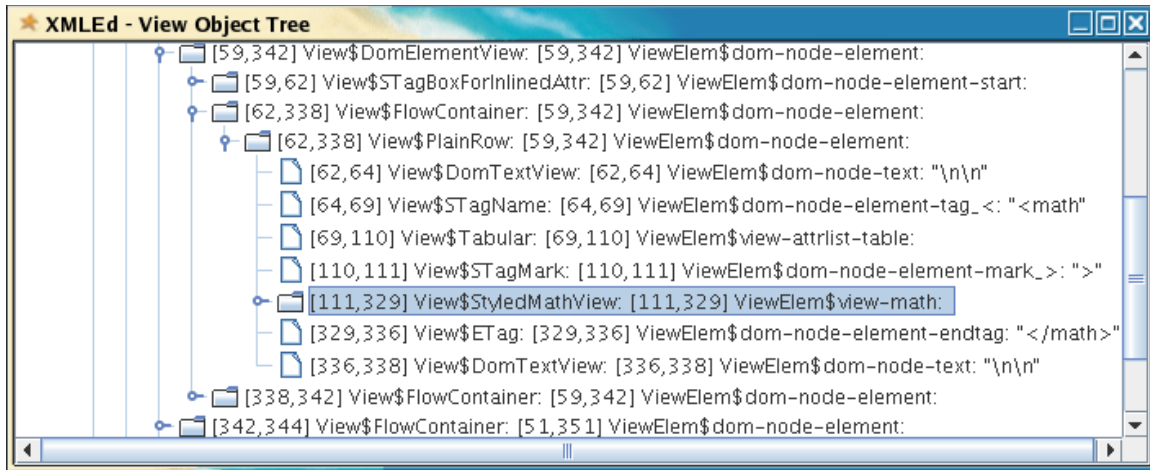 XMLEd - View Object Tree
[59,342] View$DomElementView: [59,342] ViewElem$dom-node-element:
[59,62] View$STagBoxForInlinedAttr: [59,62] ViewElem$dom-node-element-start:
[62,338] View$FlowContainer: [59,342] ViewElem$dom-node-element:
[62,338] View$PlainRow: [59,342] ViewElem$dom-node-element:
[62,64] View$DomTextView: [62,64] ViewElem$dom-node-text: "\n\n"
[64,69] View$STagName: [64,69] ViewElem$dom-node-element-tag_<: "<math"
[69,110] View$Tabular: [69,110] ViewElem$view-attrlist-table:
[110,111] View$STagMark: [110,111] ViewElem$dom-node-element-mark_>: ">"
[111,329] View$StyledMathView: [111,329] ViewElem$view-math:
[329,336] View$ETag: [329,336] ViewElem$dom-node-element-endtag: "</math>"
[336,338] View$DomTextView: [336,338] ViewElem$dom-node-text: "\n\n"
[338,342] View$FlowContainer: [59,342] ViewElem$dom-node-element:
[342,344] View$FlowContainer: [51,351] ViewElem$dom-node-element: